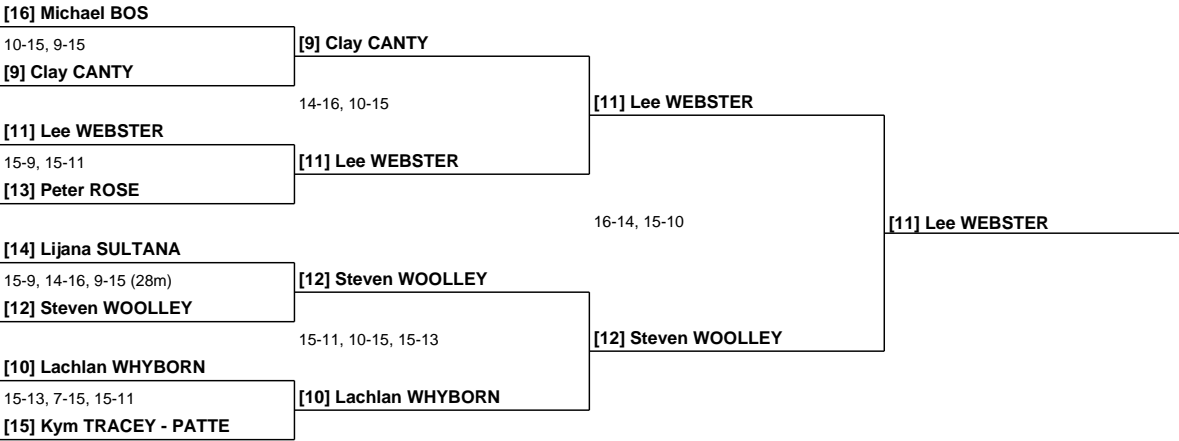 [16] Michael BOS
10-15, 9-15
[9] Clay CANTY
[9] Clay CANTY
14-16, 10-15
[11] Lee WEBSTER
[11] Lee WEBSTER
15-9, 15-11
[11] Lee WEBSTER
[13] Peter ROSE
16-14, 15-10
[11] Lee WEBSTER
[14] Lijana SULTANA
15-9, 14-16, 9-15 (28m)
[12] Steven WOOLLEY
[12] Steven WOOLLEY
15-11, 10-15, 15-13
[12] Steven WOOLLEY
[10] Lachlan WHYBORN
15-13, 7-15, 15-11
[10] Lachlan WHYBORN
[15] Kym TRACEY - PATTE